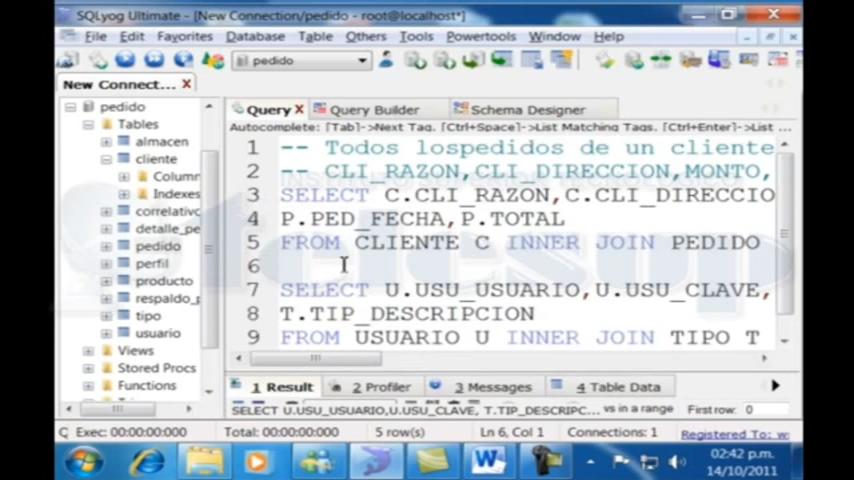 SQLyog Ultimate - [New Connection/pedido - root@localhost*]
File Edit Favorites Database Table Others Tools Powertools Window Help
pedido
New Connect...
pedido
Tables
almacen
cliente
Column
Indexes
correlativo
detalle_pe
pedido
perfil
producto
respaldo_p
tipo
usuario
Views
Stored Procs
Functions
Query Query Builder Schema Designer
Autocomplete: [Tab]->Next Tag. [Ctrl+Space]->List Matching Tags. [Ctrl+Enter]->List ...
1 -- Todos lospedidos de un cliente
2 -- CLI_RAZON,CLI_DIRECCION,MONTO,
3 SELECT C.CLI_RAZON,C.CLI_DIRECCIO
4 P.PED_FECHA,P.TOTAL
5 FROM CLIENTE C INNER JOIN PEDIDO
6
7 SELECT U.USU_USUARIO,U.USU_CLAVE,
8 T.TIP_DESCRIPCION
9 FROM USUARIO U INNER JOIN TIPO T
1 Result 2 Profiler 3 Messages 4 Table Data
SELECT U.USU_USUARIO,U.USU_CLAVE, T.TIP_DESCRIPC... vs in a range First row: 0
Exec: 00:00:00:000 Total: 00:00:00:000 5 row(s) Ln 6, Col 1 Connections: 1 Registered To: w
02:42 p.m.
14/10/2011